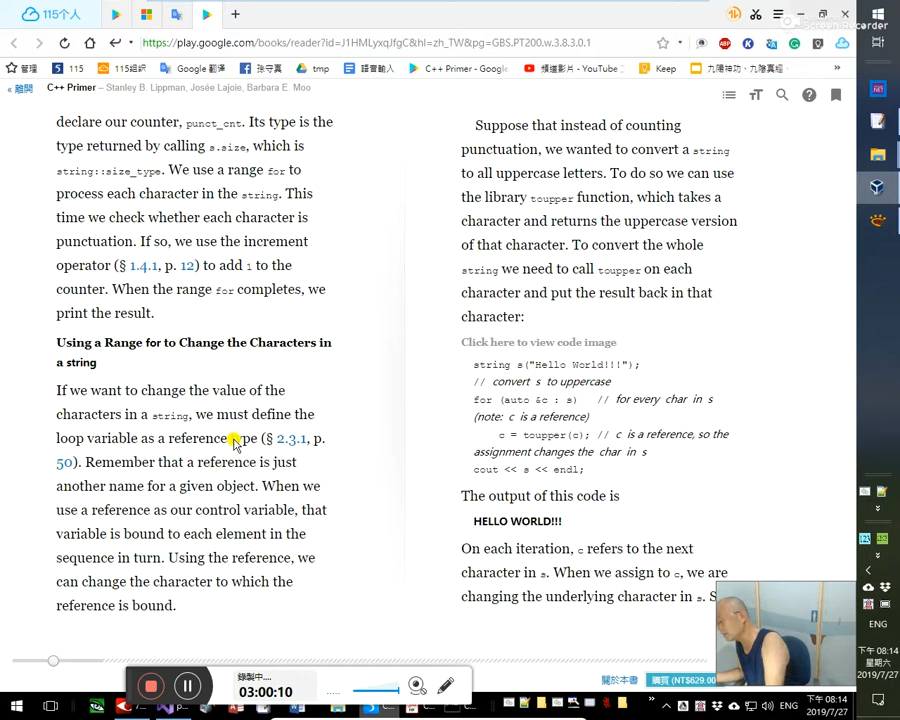 115个人
https://play.google.com/books/reader?id=J1HMLyxqJfgC&hl=zh_TW&pg=GBS.PT200.w.3.8.3.0.1
Screen Recorder
管理
115
115組織
Google 翻譯
孫守真
tmp
語音輸入
C++ Primer - Google
頻道影片 - YouTube
Keep
九陽神功、九陰真經
« 離開
C++ Primer – Stanley B. Lippman, Josée Lajoie, Barbara E. Moo
declare our counter, punct_cnt. Its type is the
type returned by calling s.size, which is
string::size_type. We use a range for to
process each character in the string. This
time we check whether each character is
punctuation. If so, we use the increment
operator (§ 1.4.1, p. 12) to add 1 to the
counter. When the range for completes, we
print the result.
Using a Range for to Change the Characters in
a string
If we want to change the value of the
characters in a string, we must define the
loop variable as a reference type (§ 2.3.1, p.
50). Remember that a reference is just
another name for a given object. When we
use a reference as our control variable, that
variable is bound to each element in the
sequence in turn. Using the reference, we
can change the character to which the
reference is bound.
Suppose that instead of counting
punctuation, we wanted to convert a string
to all uppercase letters. To do so we can use
the library toupper function, which takes a
character and returns the uppercase version
of that character. To convert the whole
string we need to call toupper on each
character and put the result back in that
character:
Click here to view code image
string s("Hello World!!!");
// convert s to uppercase
for (auto &c : s) // for every char in s
(note: c is a reference)
c = toupper(c); // c is a reference, so the
assignment changes the char in s
cout << s << endl;
The output of this code is
HELLO WORLD!!!
On each iteration, c refers to the next
character in s. When we assign to c, we are
changing the underlying character in s. S
錄製中....
03:00:10
關於本書
購買 (NT$629.00
ENG
下午 08:14
星期六
2019/7/27
ENG
下午 08:14
2019/7/27